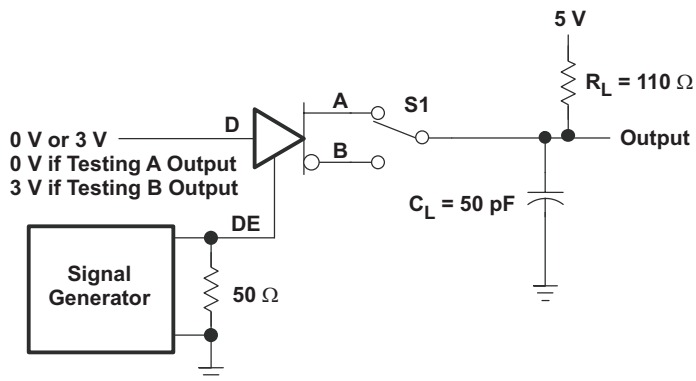 5 V
R_L = 110 Ω
A
S1
D
0 V or 3 V
Output
B
0 V if Testing A Output
3 V if Testing B Output
C_L = 50 pF
DE
Signal
Generator
50 Ω